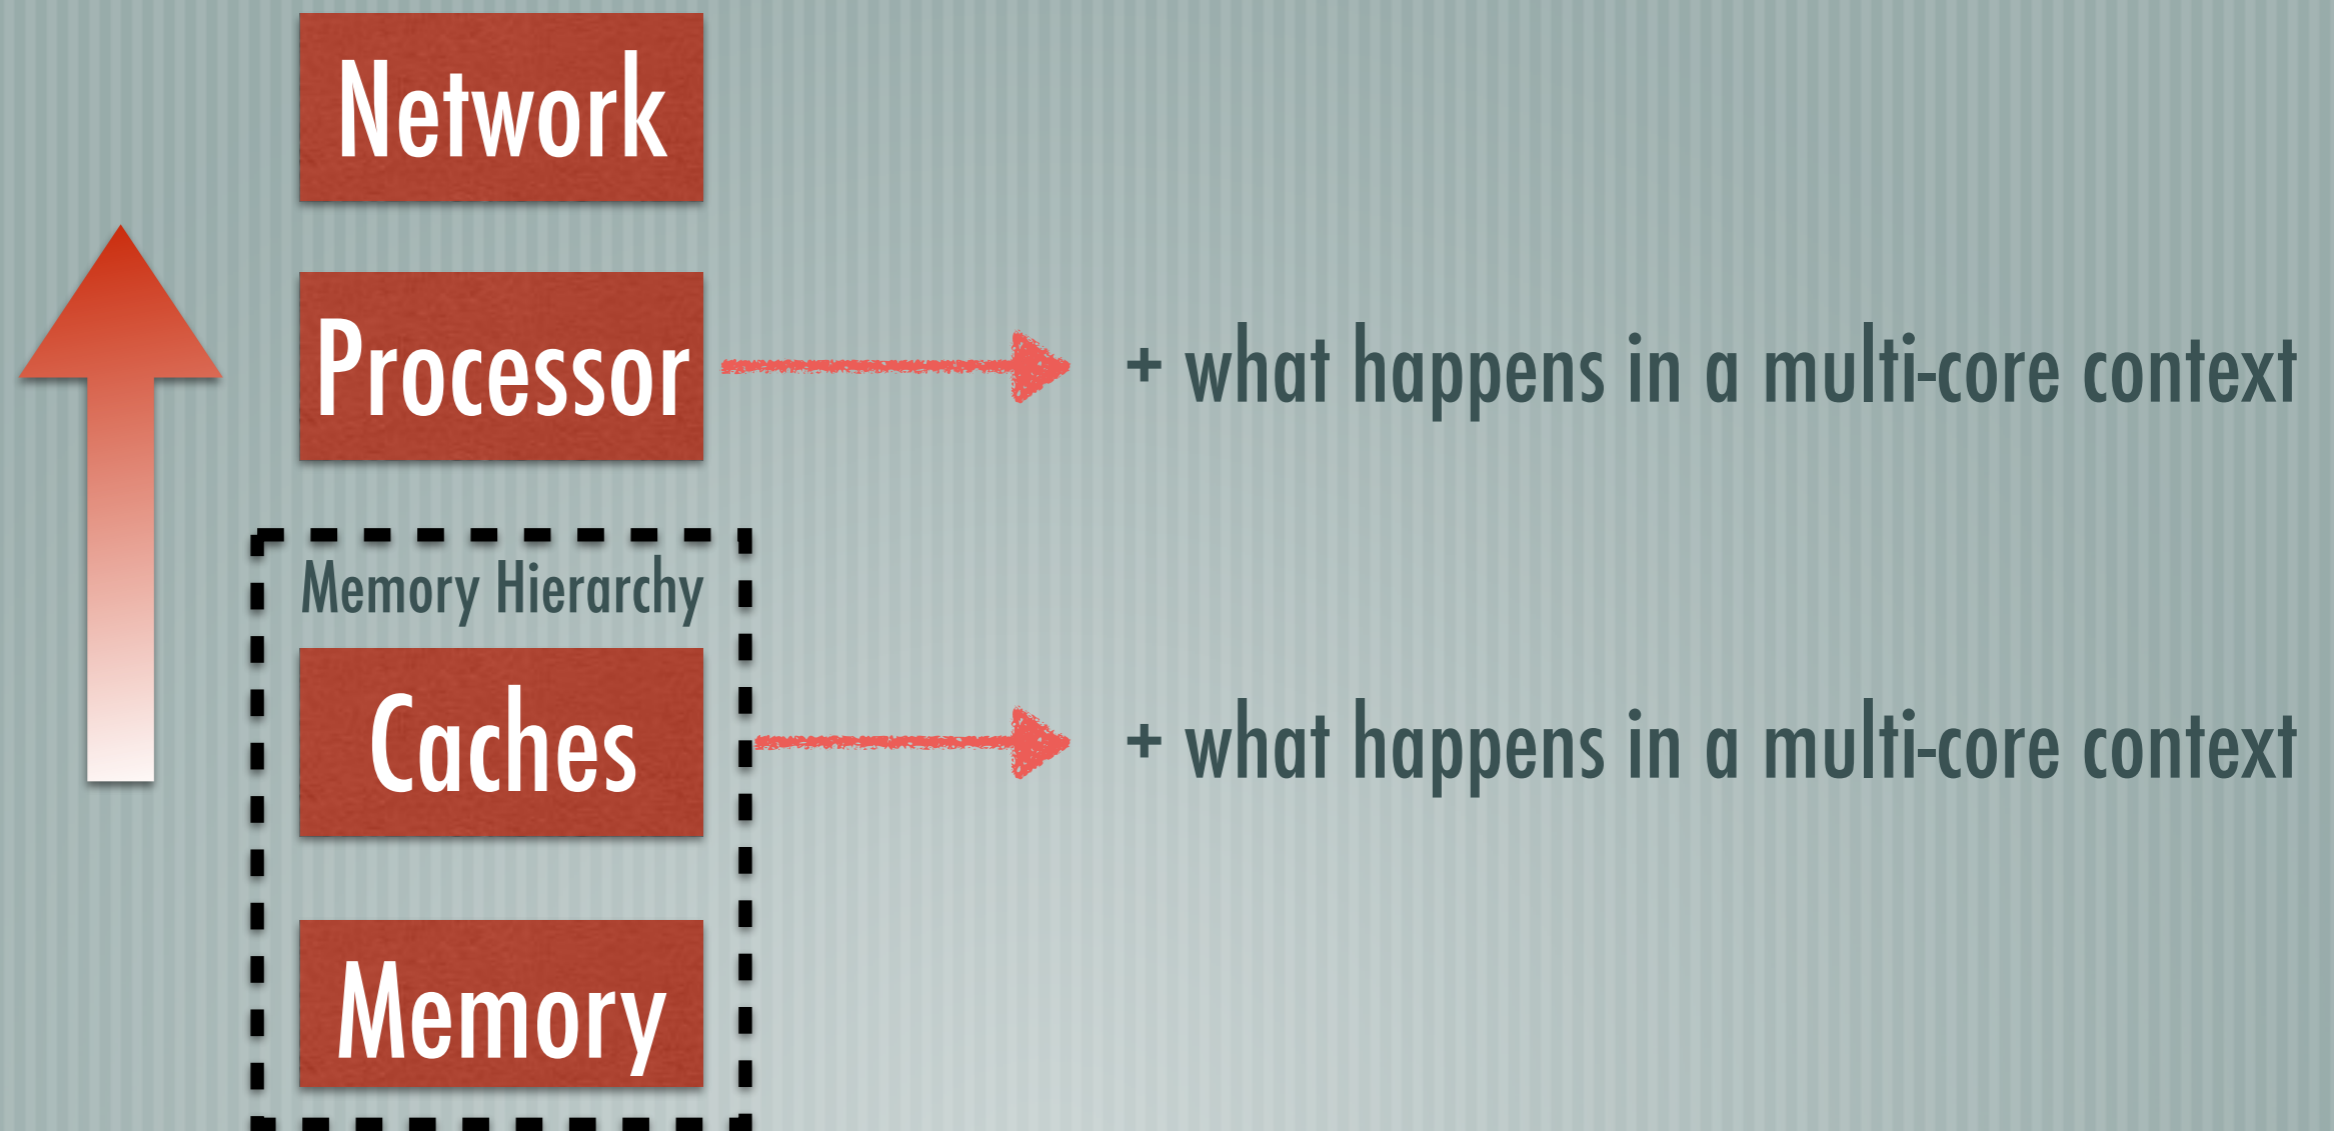 Network
Processor
+ what happens in a multi-core context
Memory Hierarchy
Caches
+ what happens in a multi-core context
Memory